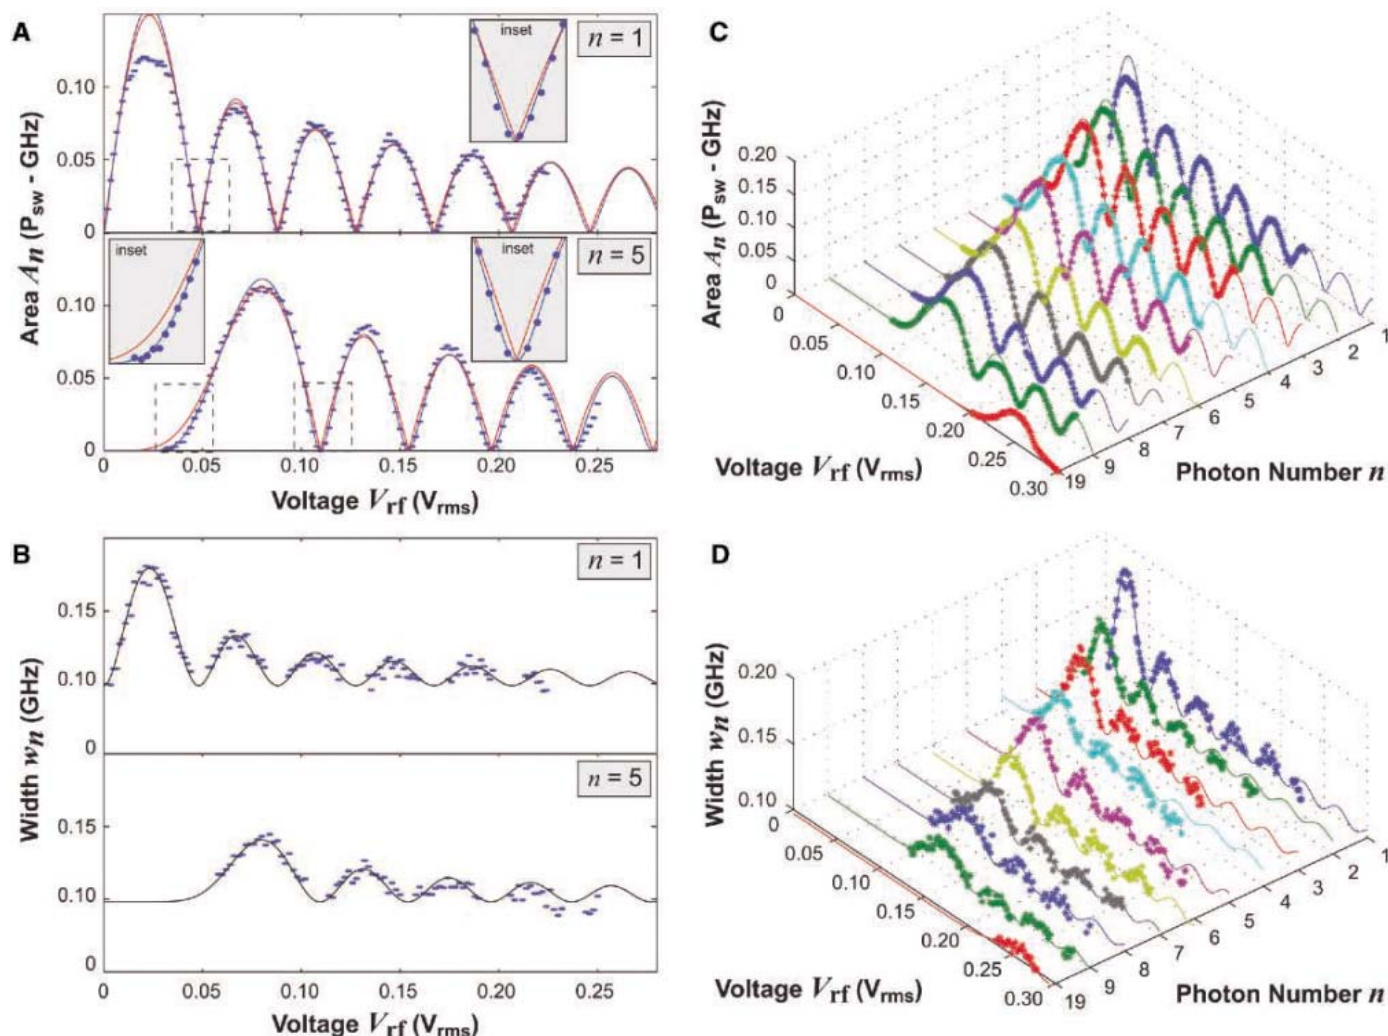 A
inset
n = 1
0.10
0.05
0
inset
inset
n = 5
0.10
0.05
0
0 0.05 0.10 0.15 0.20 0.25
Area An (Psw - GHz)
Voltage Vrf (Vrms)
B
n = 1
0.15
0.10
0
n = 5
0.15
0.10
0
0 0.05 0.10 0.15 0.20 0.25
Width wn (GHz)
Voltage Vrf (Vrms)
C
Area An (Psw - GHz)
0.20
0.15
0.10
0.05
0
0
0.05
0.10
0.15
0.20
0.25
0.30
1
2
3
4
5
6
7
8
9
19
Voltage Vrf (Vrms)
Photon Number n
D
Width wn (GHz)
0.20
0.15
0.10
0
0.05
0.10
0.15
0.20
0.25
0.30
1
2
3
4
5
6
7
8
9
19
Voltage Vrf (Vrms)
Photon Number n